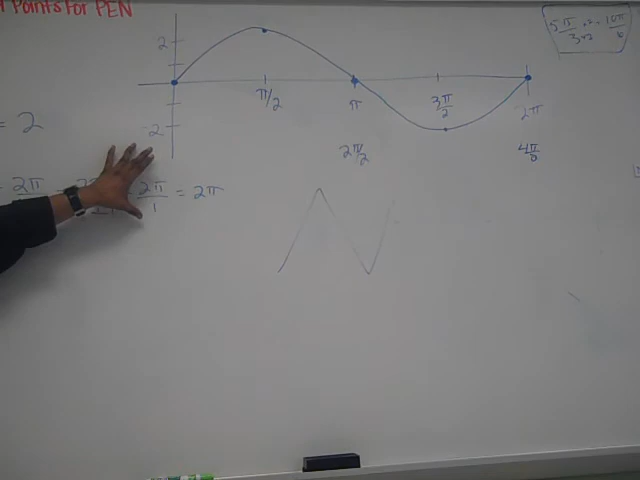 Points For PEN
5π/3 · 2/2 = 10π/6
2
π/2
π
3π/2
2π
-2
= 2
2π/2
4π/2
= 2π
2π/1 = 2π